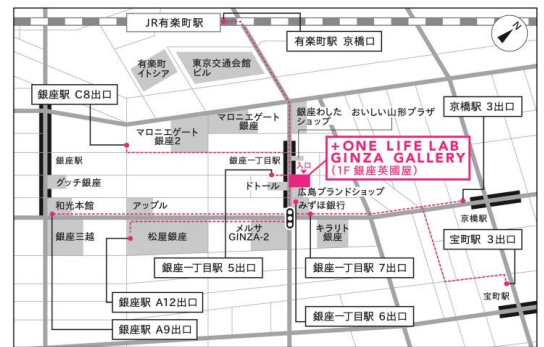 JR有楽町駅
有楽町駅 京橋口
N
有楽町
イトシア
東京交通会館
ビル
銀座駅 C8出口
マロニエゲート
銀座2
マロニエゲート
銀座
銀座わした
ショップ
おいしい山形プラザ
京橋駅 3出口
銀座駅
銀座一丁目駅
入口
+ONE LIFE LAB
GINZA GALLERY
(1F 銀座英國屋)
グッチ銀座
ドトール
広島ブランドショップ
和光本館
アップル
みずほ銀行
京橋駅
宝町駅 3出口
銀座三越
松屋銀座
メルサ
GINZA-2
キラリト
銀座
銀座一丁目駅 5出口
銀座一丁目駅 7出口
宝町駅
銀座駅 A12出口
銀座一丁目駅 6出口
銀座駅 A9出口